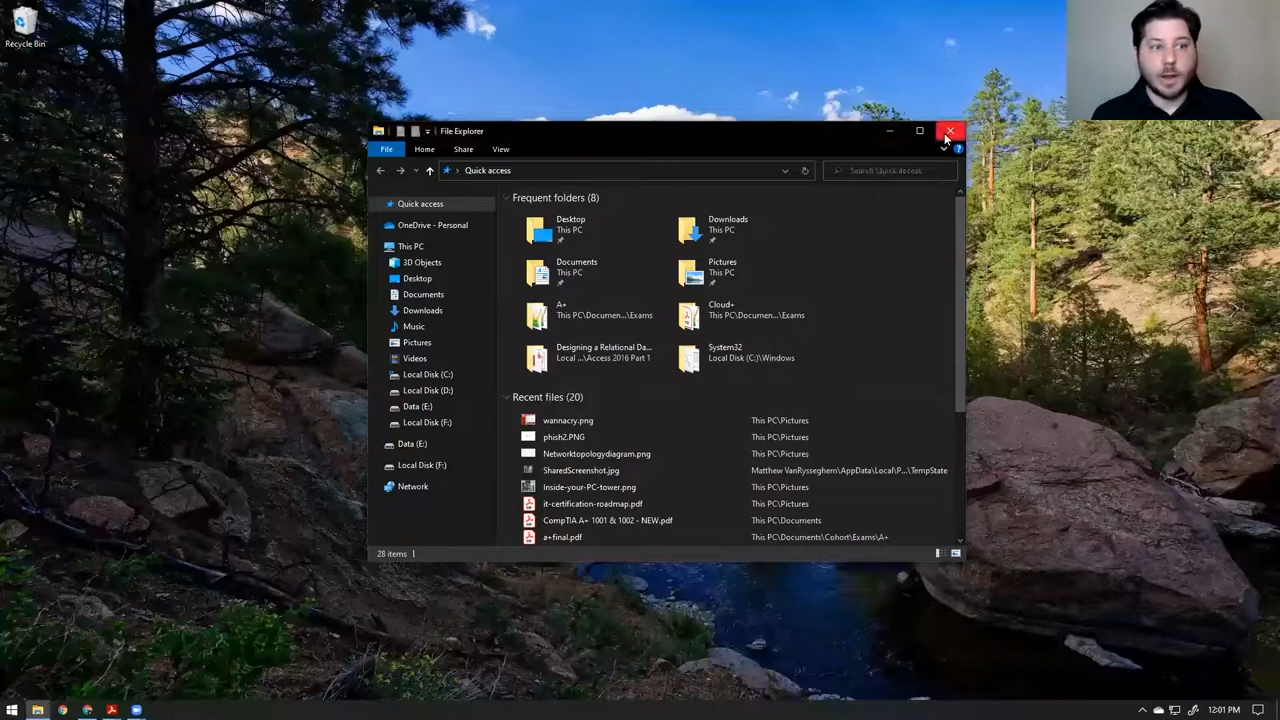 Recycle Bin
File Explorer
File
Home
Share
View
Quick access
Search Quick access
Quick access
OneDrive - Personal
This PC
3D Objects
Desktop
Documents
Downloads
Music
Pictures
Videos
Local Disk (C:)
Local Disk (D:)
Data (E:)
Local Disk (F:)
Data (E:)
Local Disk (F:)
Network
Frequent folders (8)
Desktop
This PC
Downloads
This PC
Documents
This PC
Pictures
This PC
A+
This PC\Documen...\Exams
Cloud+
This PC\Documen...\Exams
Designing a Relational Da...
Local ...\Access 2016 Part 1
System32
Local Disk (C:)\Windows
Recent files (20)
wannacry.png This PC\Pictures
phish2.PNG This PC\Pictures
Networktopologydiagram.png This PC\Pictures
SharedScreenshot.jpg Matthew VanRysseghem\AppData\Local\P...\TempState
Inside-your-PC-tower.png This PC\Pictures
it-certification-roadmap.pdf This PC\Pictures
CompTIA A+ 1001 & 1002 - NEW.pdf This PC\Documents
a+final.pdf This PC\Documents\Cohort\Exams\A+
28 items
12:01 PM